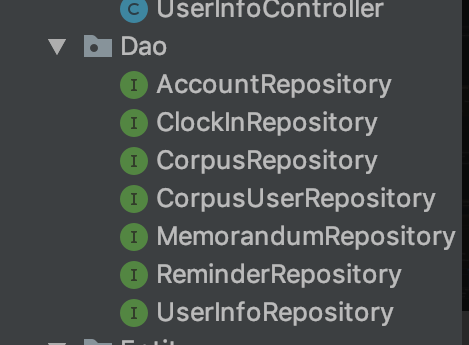 UserInfoController
Dao
AccountRepository
ClockInRepository
CorpusRepository
CorpusUserRepository
MemorandumRepository
ReminderRepository
UserInfoRepository